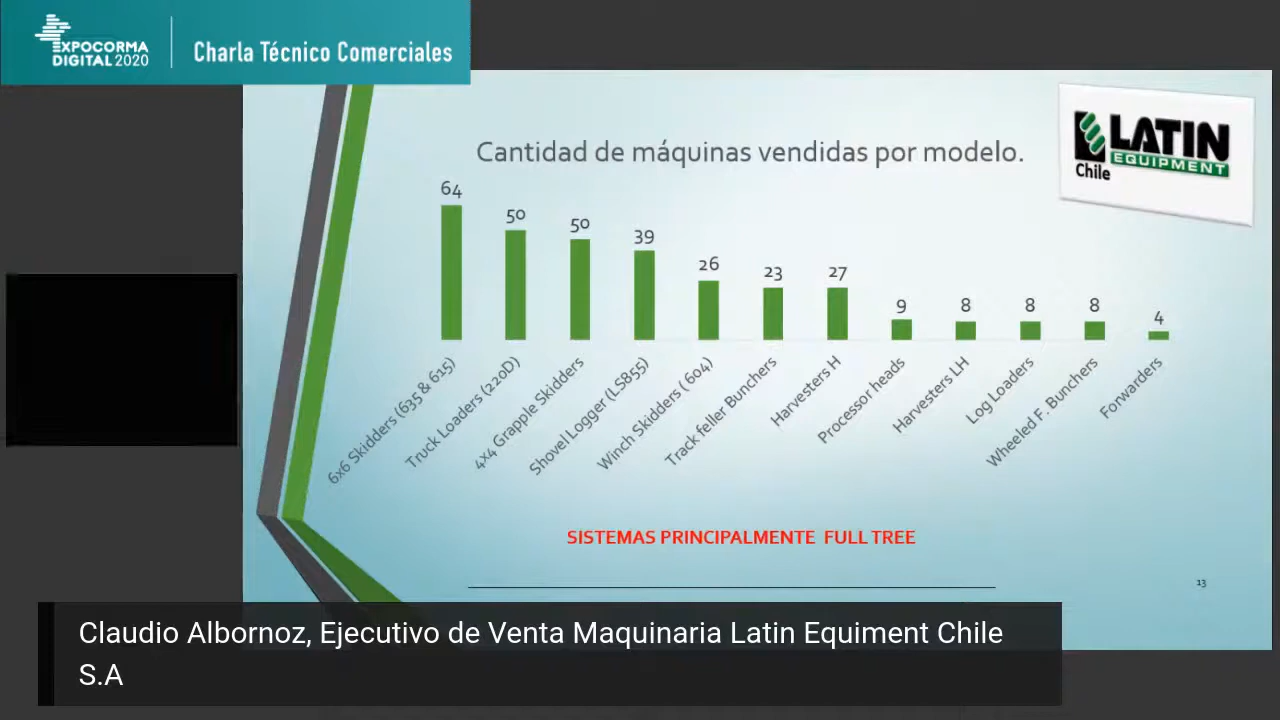 EXPOCORMA
DIGITAL 2020
Charla Técnico Comerciales
LATIN
EQUIPMENT
Chile
Cantidad de máquinas vendidas por modelo.
64
50
50
39
26
23
27
9
8
8
8
4
6x6 Skidders (635 & 615)
Truck Loaders (220D)
4x4 Grapple Skidders
Shovel Logger (LS855)
Winch Skidders ( 604)
Track feller Bunchers
Harvesters H
Processor heads
Harvesters LH
Log Loaders
Wheeled F. Bunchers
Forwarders
SISTEMAS PRINCIPALMENTE FULL TREE
13
Claudio Albornoz, Ejecutivo de Venta Maquinaria Latin Equiment Chile
S.A